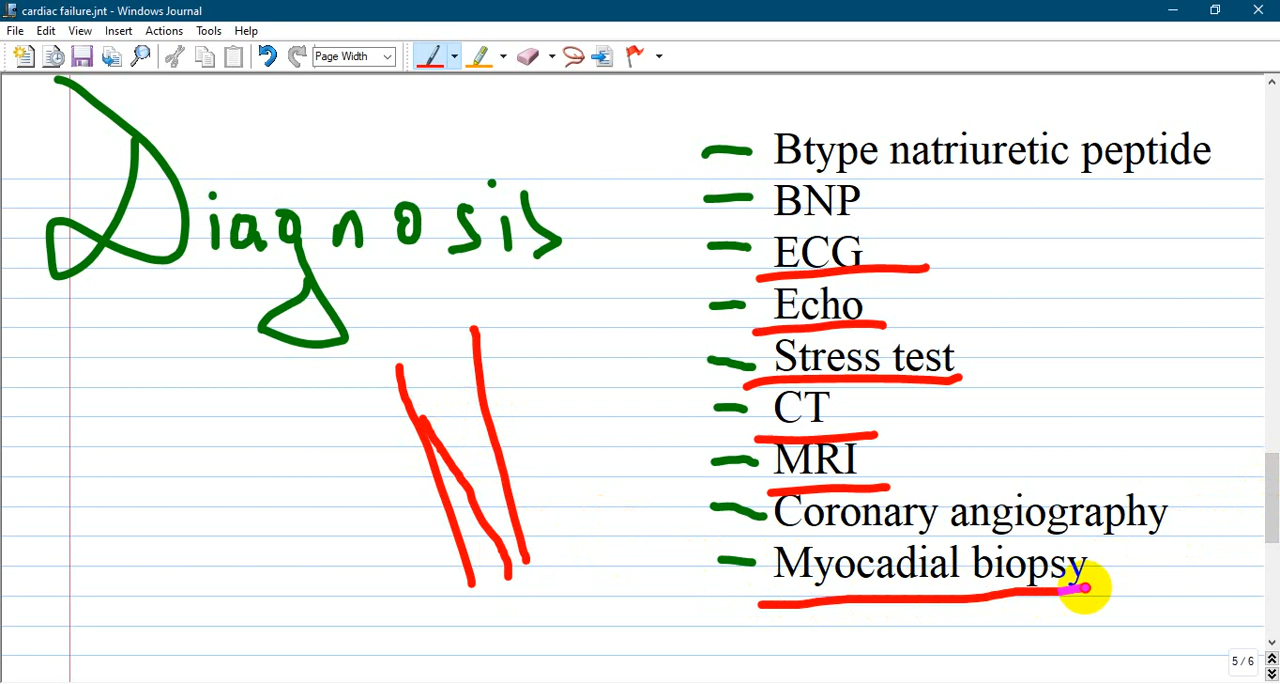 cardiac failure.jnt - Windows Journal
File Edit View Insert Actions Tools Help
Page Width
Diagnosis
Btype natriuretic peptide
BNP
ECG
Echo
Stress test
CT
MRI
Coronary angiography
Myocadial biopsy
5 / 6